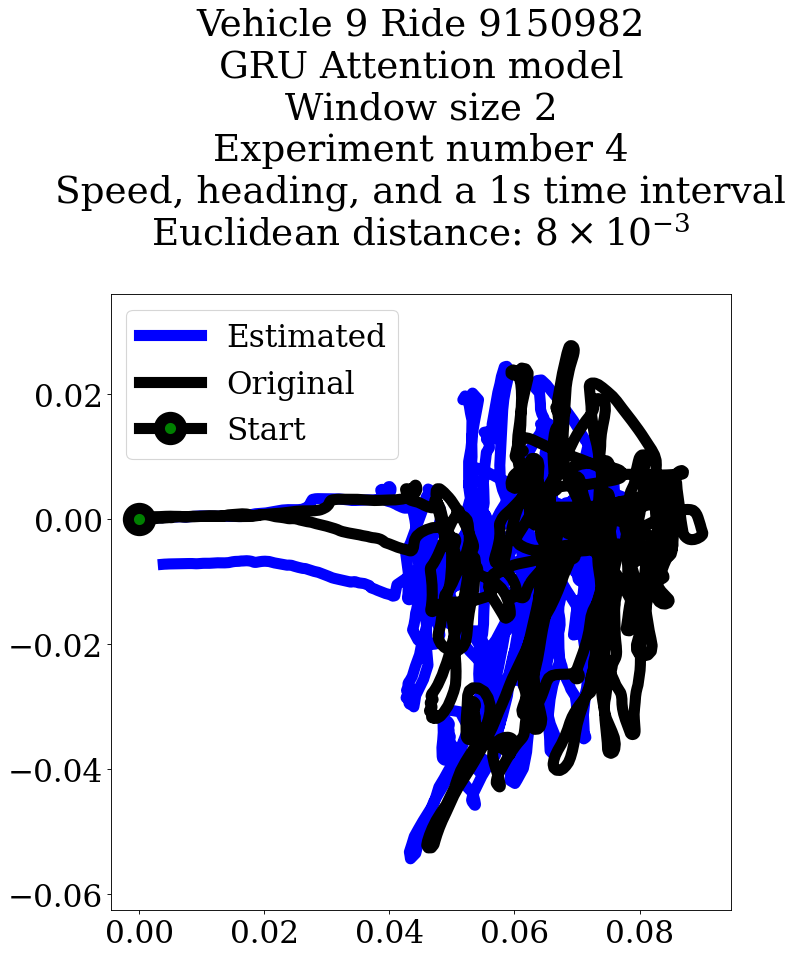 Vehicle 9 Ride 9150982
GRU Attention model
Window size 2
Experiment number 4
Speed, heading, and a 1s time interval
Euclidean distance: 8 × 10⁻³
Estimated
Original
Start
0.02
0.00
−0.02
−0.04
−0.06
0.00 0.02 0.04 0.06 0.08